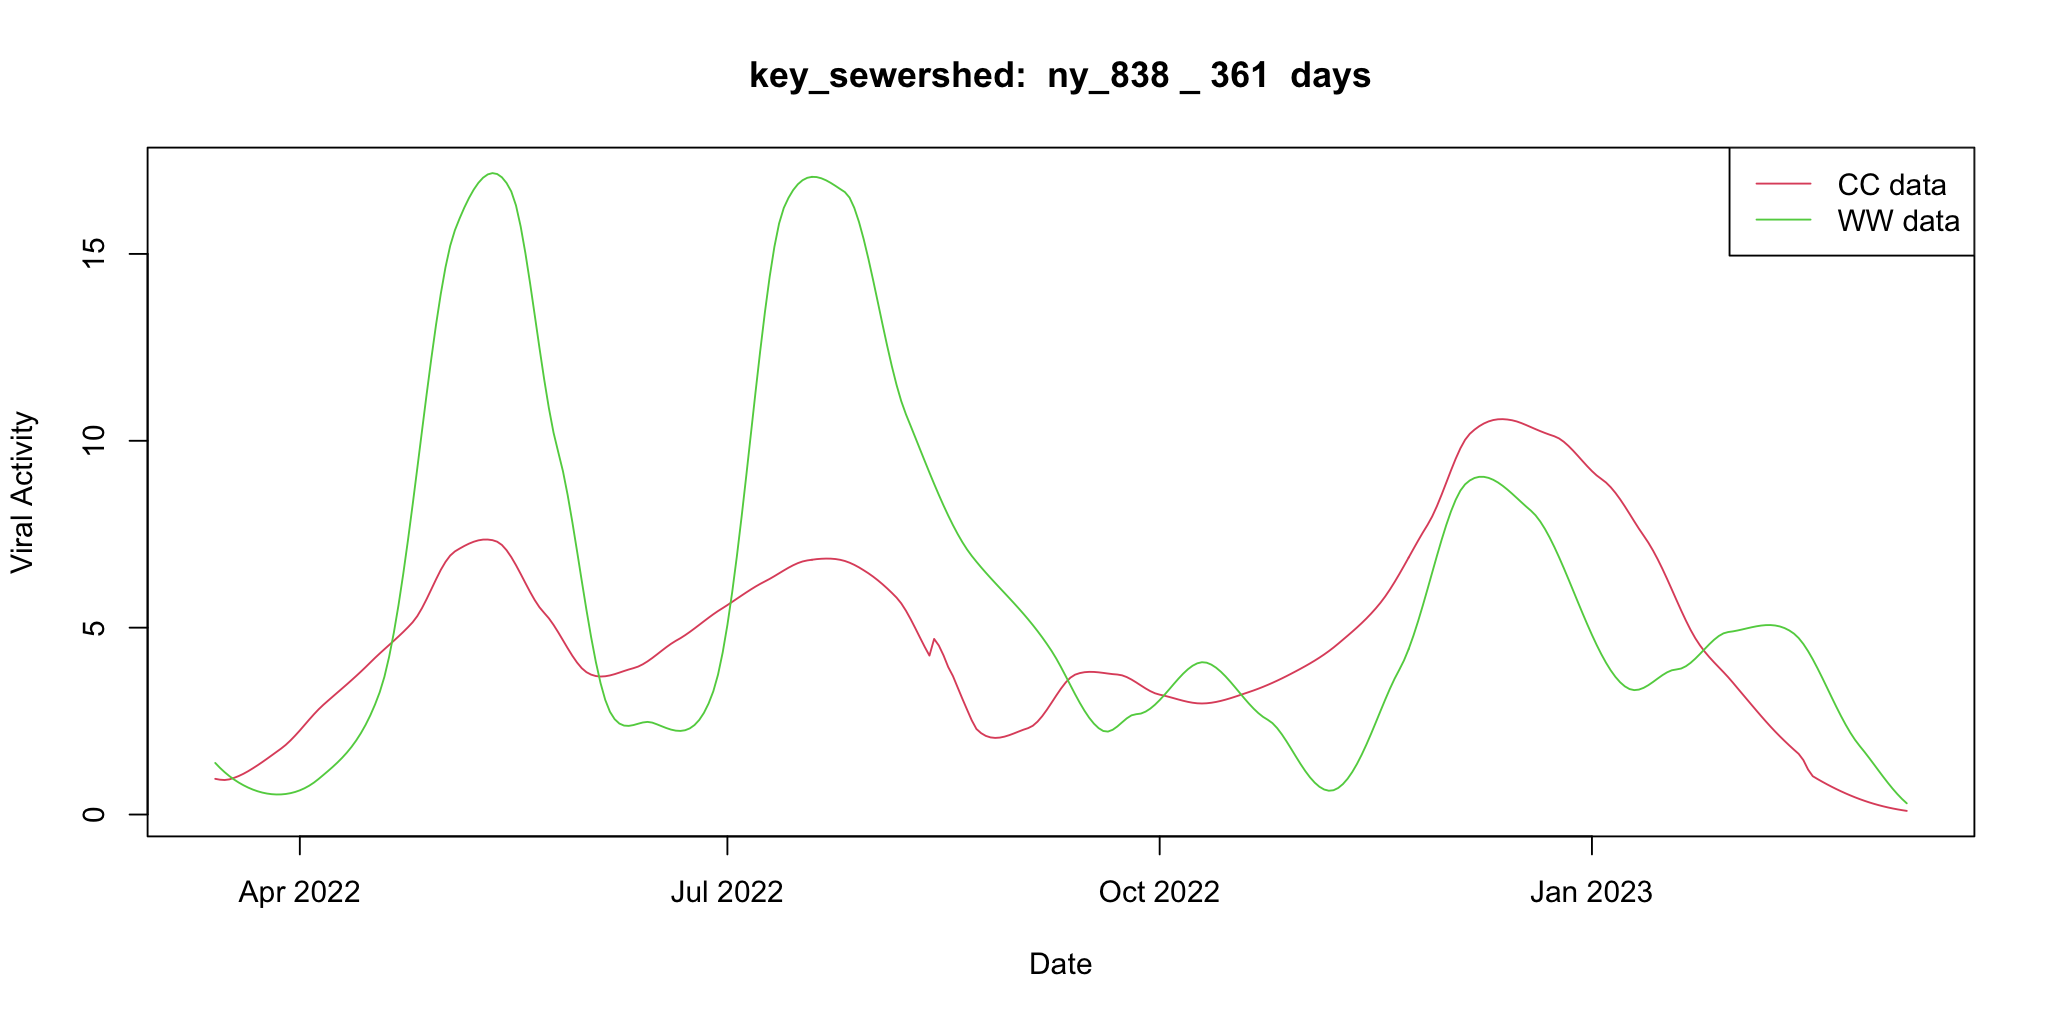 key_sewershed:  ny_838 _ 361  days
CC data
WW data
Viral Activity
15
10
5
0
Apr 2022
Jul 2022
Oct 2022
Jan 2023
Date